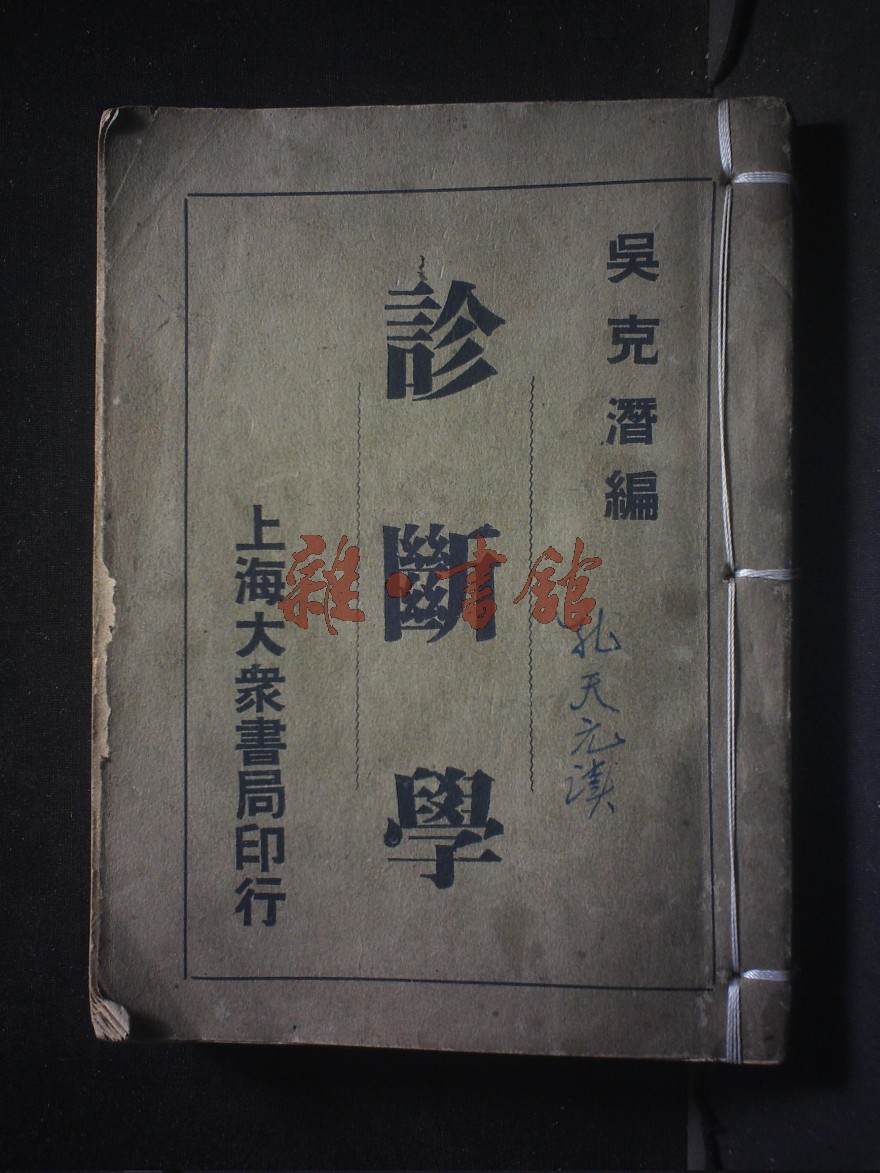 吳克潛編
診斷學
上海大衆書局印行
雜·書館
孔天元讀